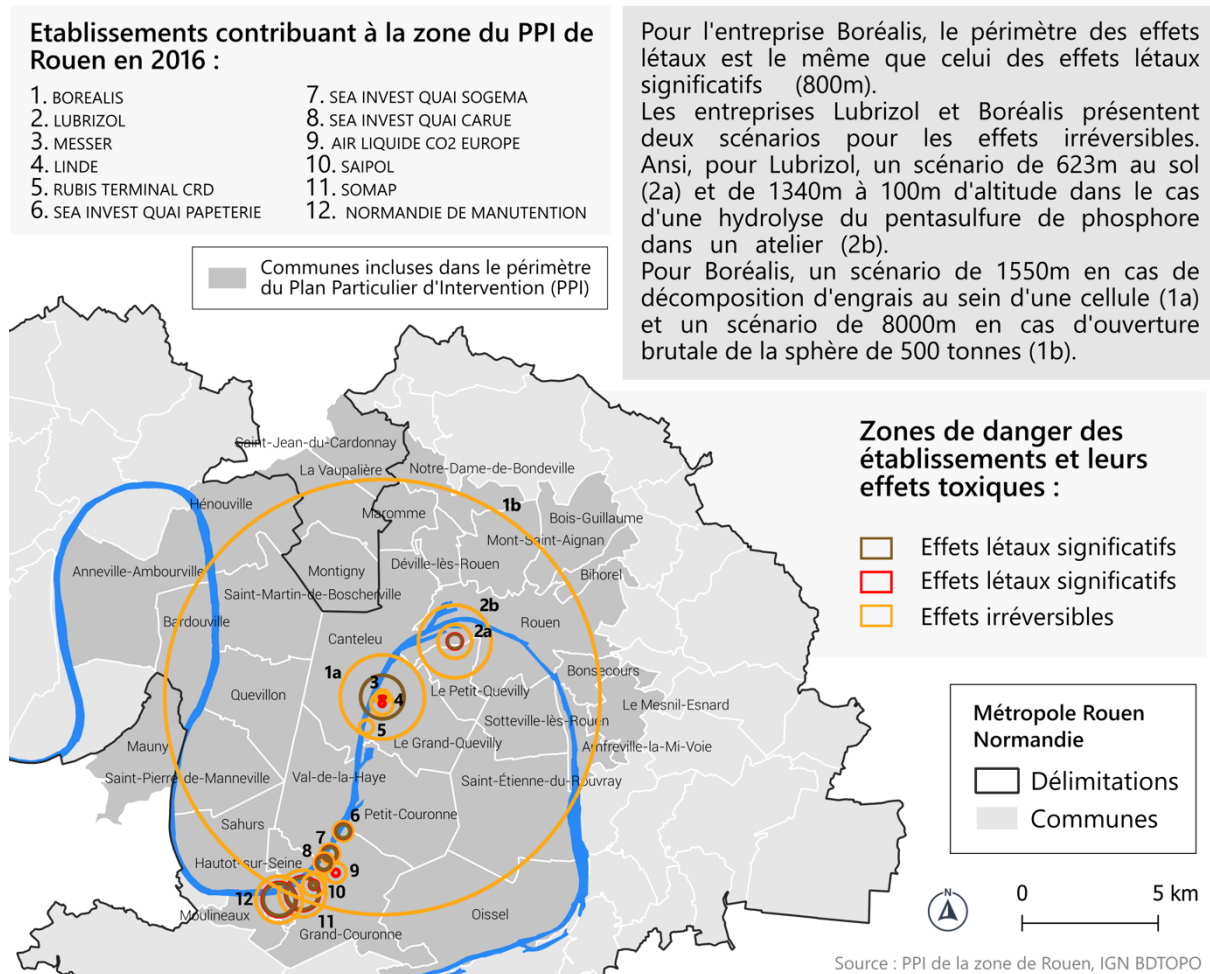 Etablissements contribuant à la zone du PPI de
Rouen en 2016 :
1. BOREALIS
2. LUBRIZOL
3. MESSER
4. LINDE
5. RUBIS TERMINAL CRD
6. SEA INVEST QUAI PAPETERIE
7. SEA INVEST QUAI SOGEMA
8. SEA INVEST QUAI CARUE
9. AIR LIQUIDE CO2 EUROPE
10. SAIPOL
11. SOMAP
12. NORMANDIE DE MANUTENTION
Pour l'entreprise Boréalis, le périmètre des effets
létaux est le même que celui des effets létaux
significatifs (800m).
Les entreprises Lubrizol et Boréalis présentent
deux scénarios pour les effets irréversibles.
Ansi, pour Lubrizol, un scénario de 623m au sol
(2a) et de 1340m à 100m d'altitude dans le cas
d'une hydrolyse du pentasulfure de phosphore
dans un atelier (2b).
Pour Boréalis, un scénario de 1550m en cas de
décomposition d'engrais au sein d'une cellule (1a)
et un scénario de 8000m en cas d'ouverture
brutale de la sphère de 500 tonnes (1b).
Communes incluses dans le périmètre
du Plan Particulier d'Intervention (PPI)
Zones de danger des
établissements et leurs
effets toxiques :
Effets létaux significatifs
Effets létaux significatifs
Effets irréversibles
Saint-Jean-du-Cardonnay
La Vaupalière
Notre-Dame-de-Bondeville
Hénouville
1b
Maromme
Bois-Guillaume
Mont-Saint-Aignan
Anneville-Ambourville
Montigny
Déville-lès-Rouen
Bihorel
Saint-Martin-de-Boscherville
2b
Bardouville
Rouen
2a
Canteleu
1a
3
Bonsecours
Quevillon
4
Le Petit-Quevilly
Le Mesnil-Esnard
Sotteville-lès-Rouen
5
Mauny
Le Grand-Quevilly
Amfreville-la-Mi-Voie
Saint-Pierre-de-Manneville
Val-de-la-Haye
Saint-Étienne-du-Rouvray
6
Petit-Couronne
Sahurs
7
8
Hautot-sur-Seine
9
10
12
Moulineaux
11
Oissel
Grand-Couronne
Métropole Rouen
Normandie
Délimitations
Communes
N
0
5 km
Source : PPI de la zone de Rouen, IGN BDTOPO